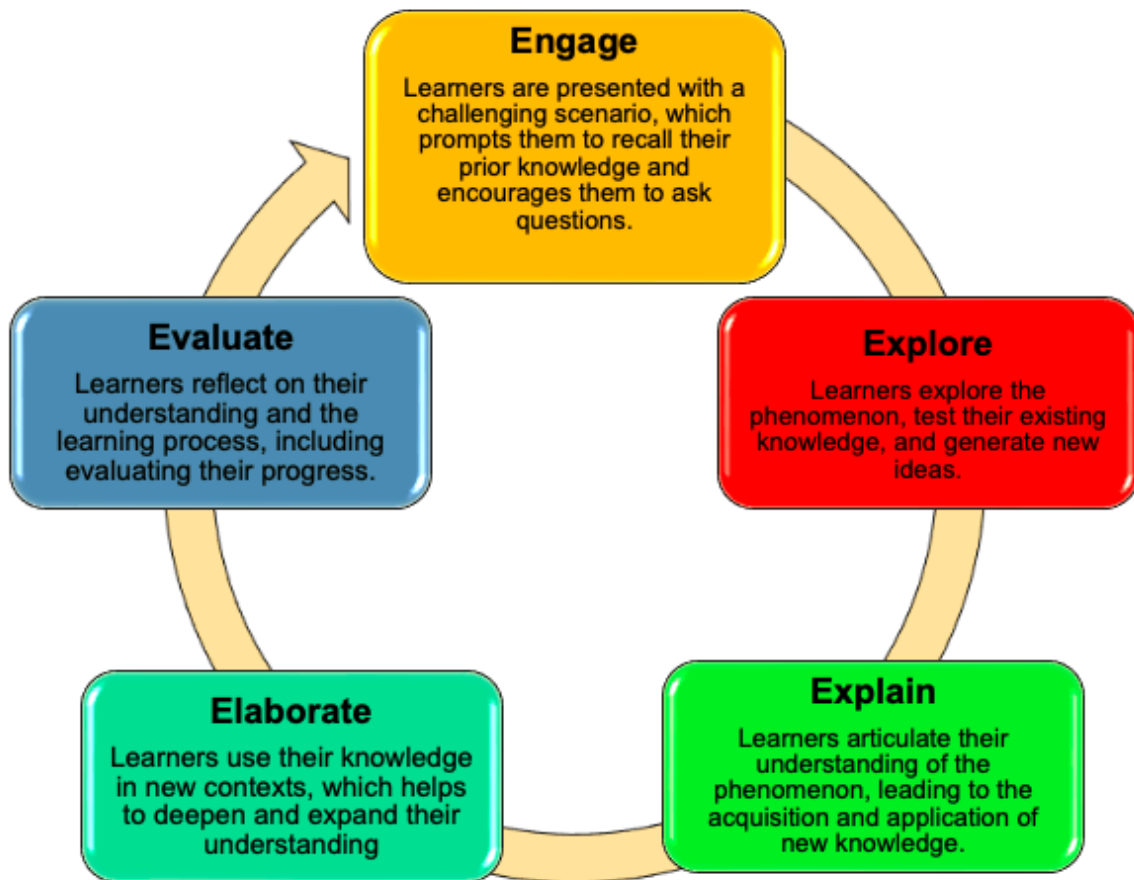 Engage
Learners are presented with a
challenging scenario, which
prompts them to recall their
prior knowledge and
encourages them to ask
questions.
Explore
Learners explore the
phenomenon, test their existing
knowledge, and generate new
ideas.
Explain
Learners articulate their
understanding of the
phenomenon, leading to the
acquisition and application of
new knowledge.
Elaborate
Learners use their knowledge
in new contexts, which helps
to deepen and expand their
understanding
Evaluate
Learners reflect on their
understanding and the
learning process, including
evaluating their progress.